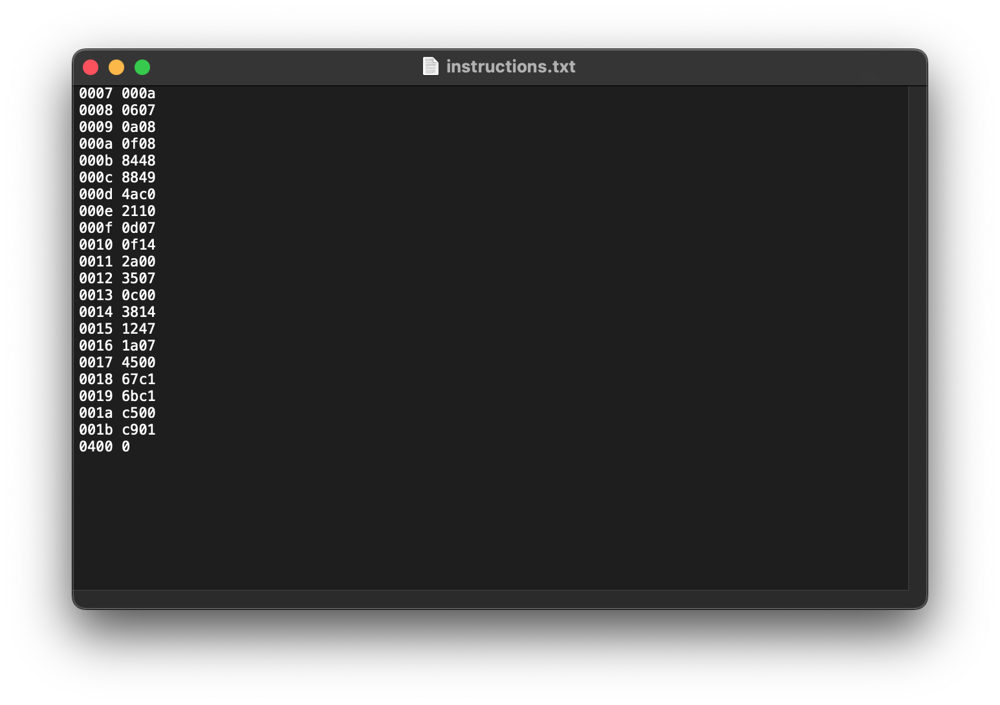 instructions.txt
0007 000a
0008 0607
0009 0a08
000a 0f08
000b 8448
000c 8849
000d 4ac0
000e 2110
000f 0d07
0010 0f14
0011 2a00
0012 3507
0013 0c00
0014 3814
0015 1247
0016 1a07
0017 4500
0018 67c1
0019 6bc1
001a c500
001b c901
0400 0